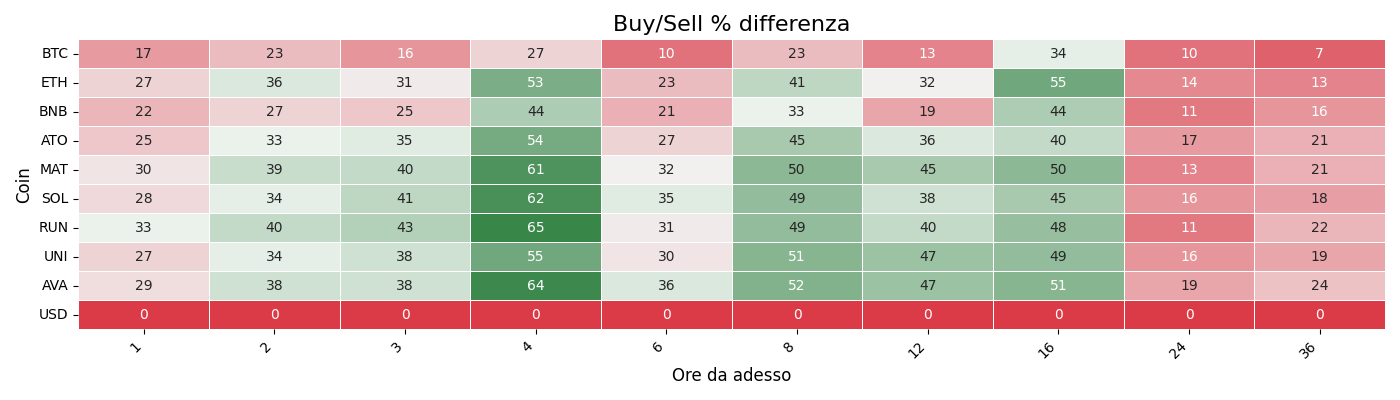 Buy/Sell % differenza
Coin
BTC 17 23 16 27 10 23 13 34 10 7
ETH 27 36 31 53 23 41 32 55 14 13
BNB 22 27 25 44 21 33 19 44 11 16
ATO 25 33 35 54 27 45 36 40 17 21
MAT 30 39 40 61 32 50 45 50 13 21
SOL 28 34 41 62 35 49 38 45 16 18
RUN 33 40 43 65 31 49 40 48 11 22
UNI 27 34 38 55 30 51 47 49 16 19
AVA 29 38 38 64 36 52 47 51 19 24
USD 0 0 0 0 0 0 0 0 0 0
1 2 3 4 6 8 12 16 24 36
Ore da adesso